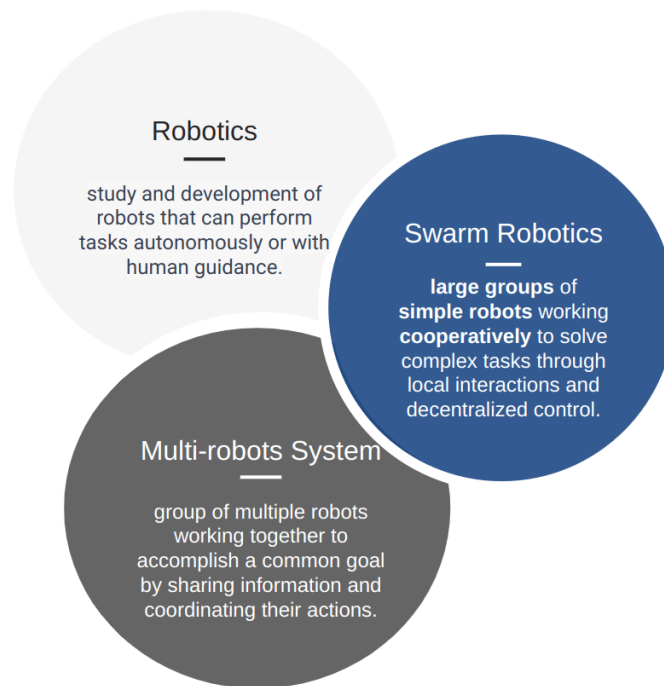 Robotics
study and development of
robots that can perform
tasks autonomously or with
human guidance.
Swarm Robotics
large groups of
simple robots working
cooperatively to solve
complex tasks through
local interactions and
decentralized control.
Multi-robots System
group of multiple robots
working together to
accomplish a common goal
by sharing information and
coordinating their actions.